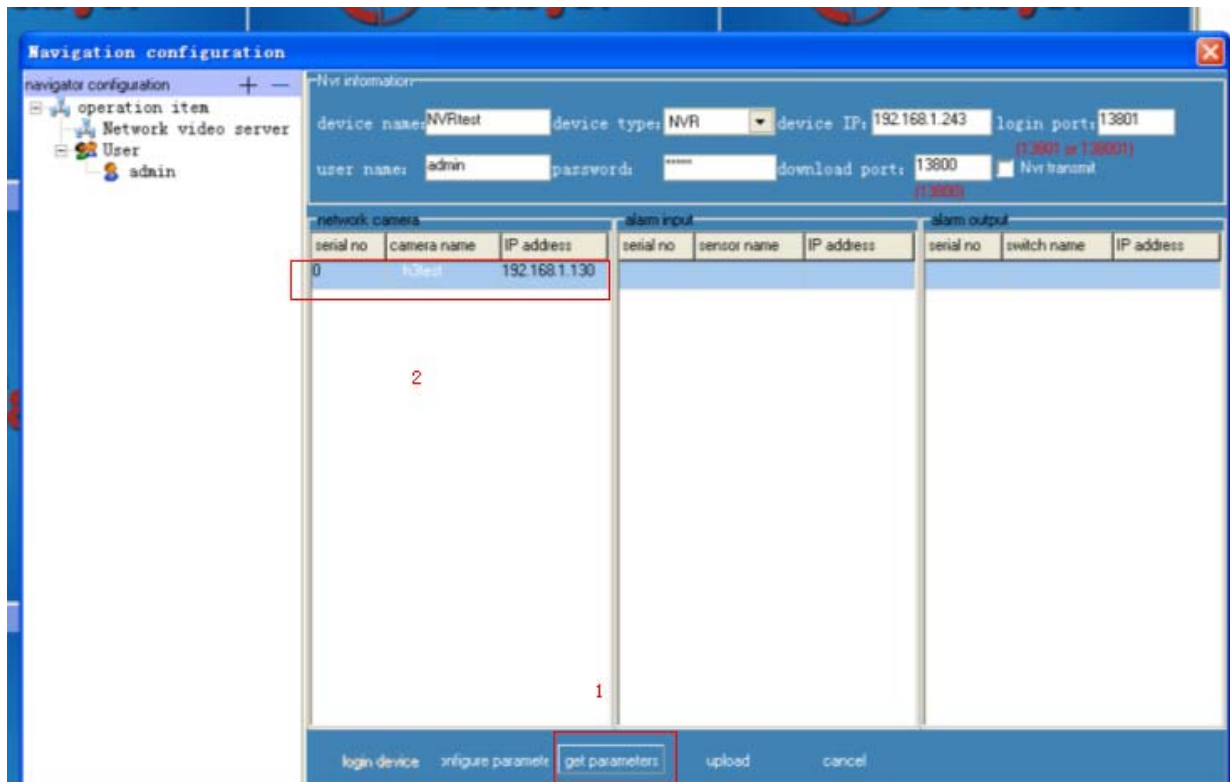 Navigation configuration
navigator configuration + −
operation item
Network video server
User
admin
Nvr information
device name: NVRtest device type: NVR device IP: 192.168.1.243 login port: 13801
(13801 or 138001)
user name: admin password: ***** download port: 13800 Nvr transmit
(13800)
network camera alarm input alarm output
serial no camera name IP address serial no sensor name IP address serial no switch name IP address
0 h3test 192.168.1.130
2
1
login device onfigure paramete get parameters upload cancel